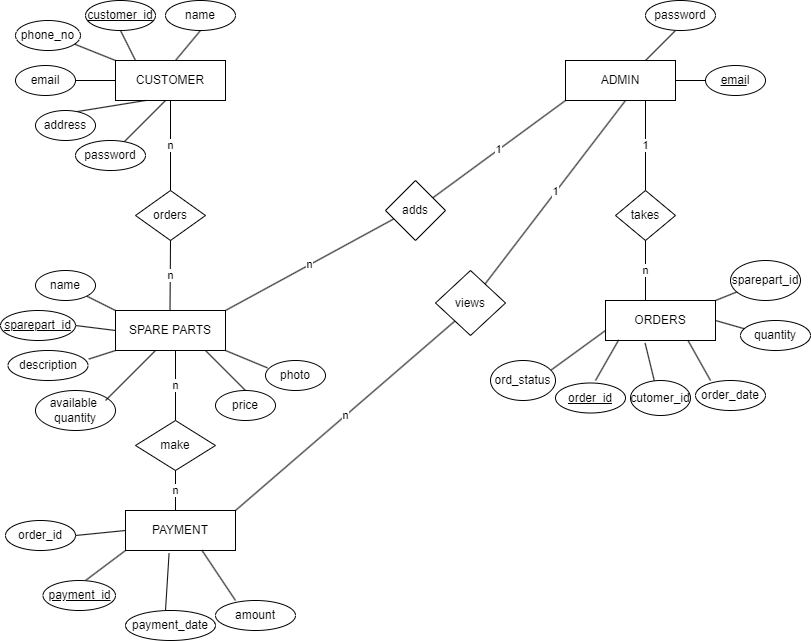 customer_id
name
password
phone_no
email
CUSTOMER
ADMIN
email
address
password
n
1
1
1
orders
adds
takes
n
n
n
name
views
sparepart_id
sparepart_id
SPARE PARTS
ORDERS
quantity
description
photo
ord_status
available
quantity
price
order_id
cutomer_id
order_date
n
n
make
n
order_id
PAYMENT
payment_id
payment_date
amount